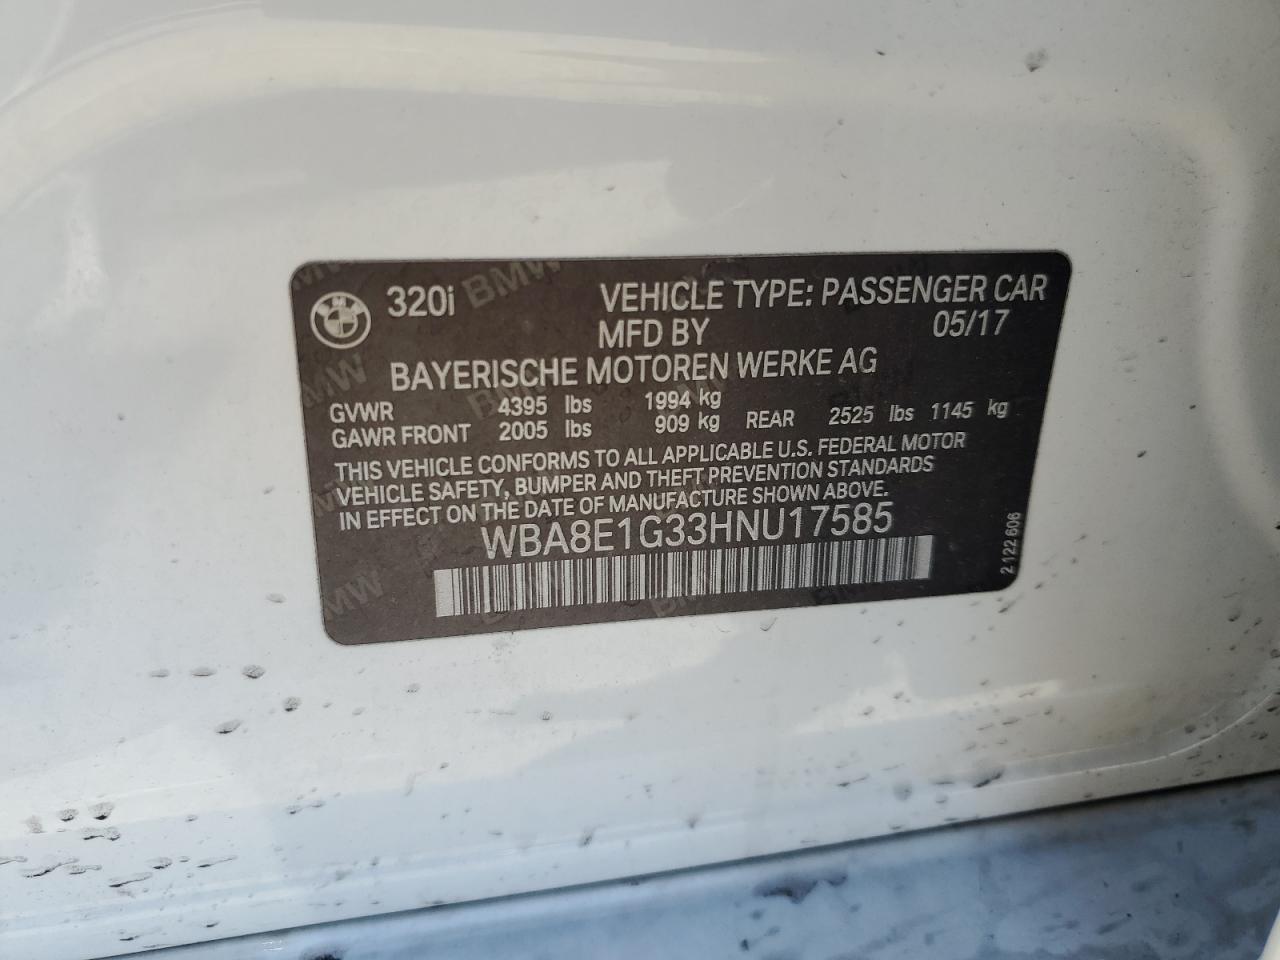 320i VEHICLE TYPE: PASSENGER CAR
MFD BY 05/17
BAYERISCHE MOTOREN WERKE AG
GVWR 4395 lbs 1994 kg
GAWR FRONT 2005 lbs 909 kg REAR 2525 lbs 1145 kg
THIS VEHICLE CONFORMS TO ALL APPLICABLE U.S. FEDERAL MOTOR
VEHICLE SAFETY, BUMPER AND THEFT PREVENTION STANDARDS
IN EFFECT ON THE DATE OF MANUFACTURE SHOWN ABOVE.
WBA8E1G33HNU17585
2 122 606